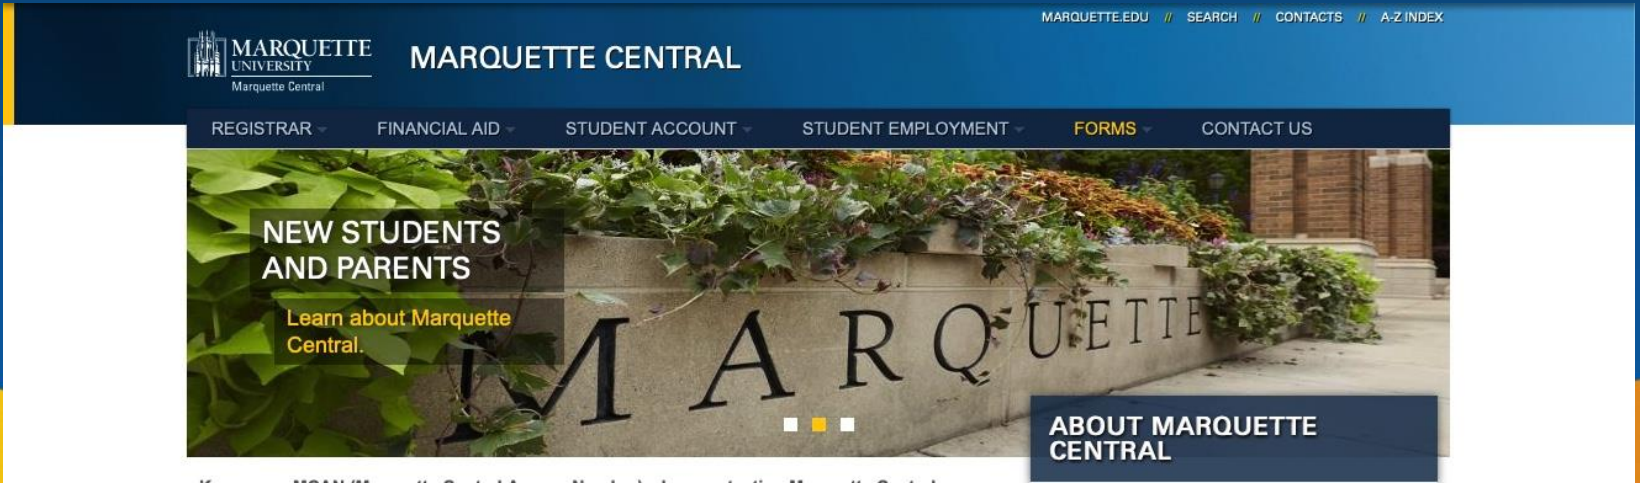 MARQUETTE.EDU // SEARCH // CONTACTS // A-Z INDEX
MARQUETTE
UNIVERSITY
Marquette Central
MARQUETTE CENTRAL
REGISTRAR FINANCIAL AID STUDENT ACCOUNT STUDENT EMPLOYMENT FORMS CONTACT US
NEW STUDENTS
AND PARENTS
Learn about Marquette
Central.
MARQUETTE
ABOUT MARQUETTE
CENTRAL